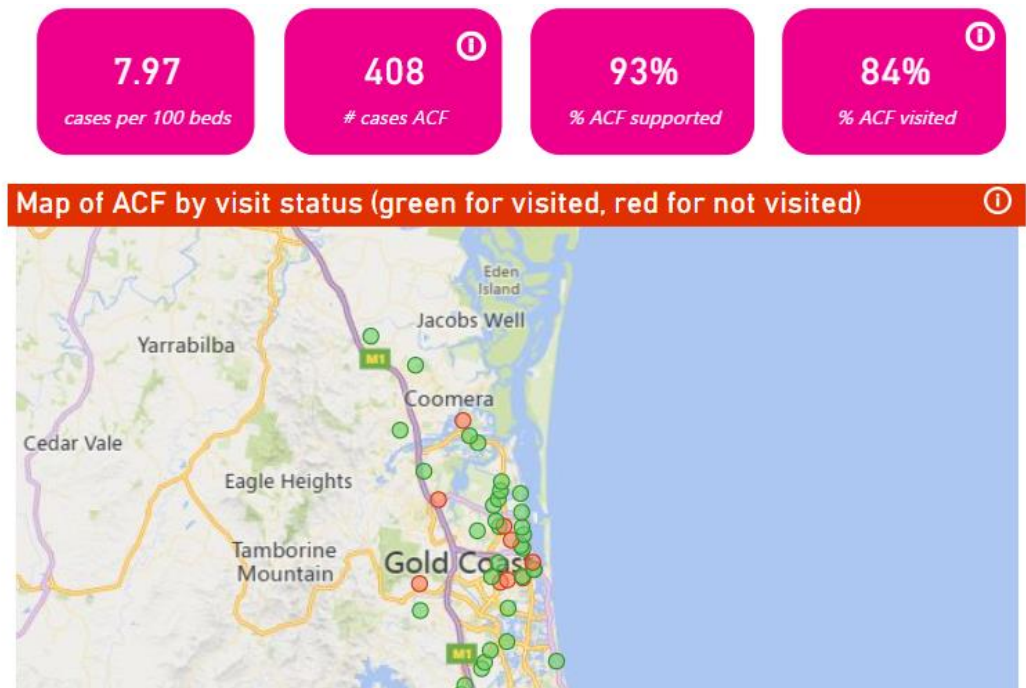 7.97
cases per 100 beds
408
# cases ACF
93%
% ACF supported
84%
% ACF visited
Map of ACF by visit status (green for visited, red for not visited)
Eden
Island
Jacobs Well
Yarrabilba
M1
Coomera
Cedar Vale
Eagle Heights
Tamborine
Mountain
Gold Coast
M1